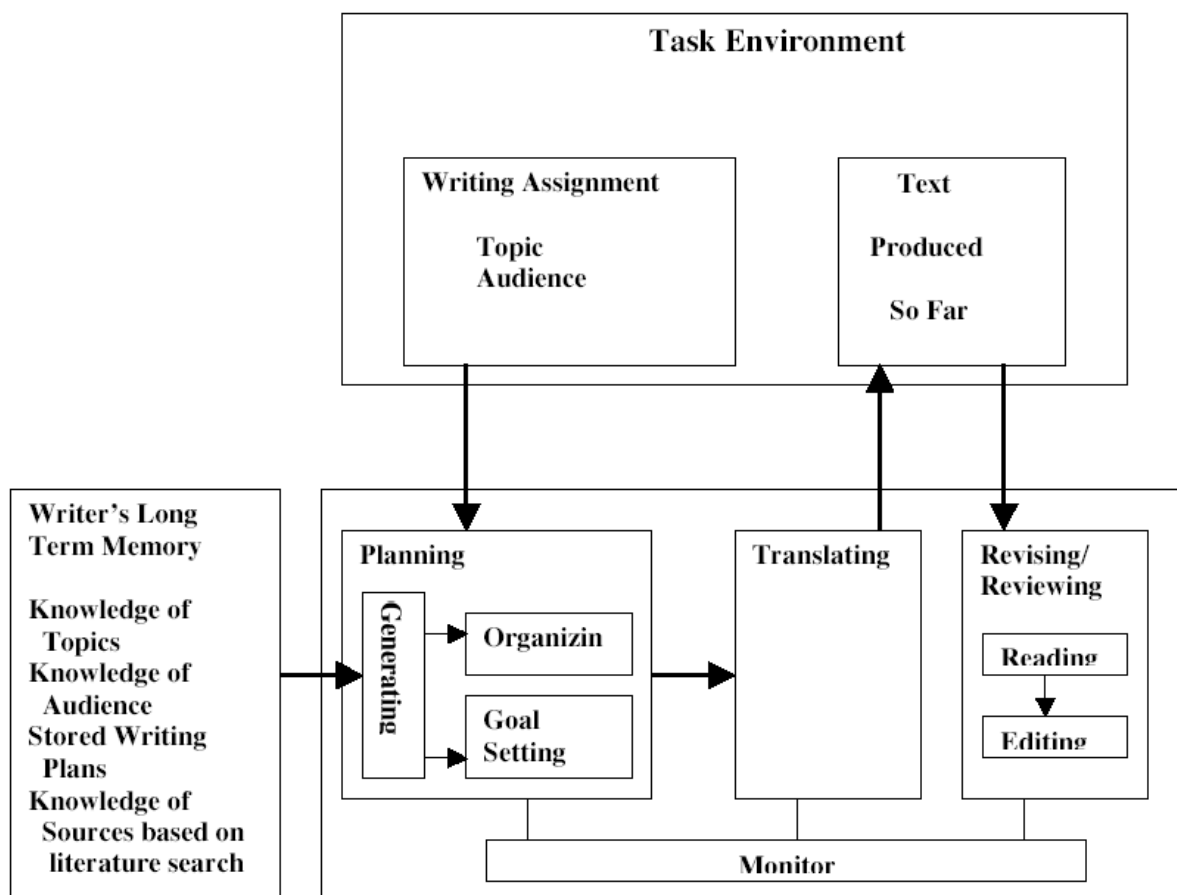 Task Environment
Writing Assignment
Topic
Audience
Text
Produced
So Far
Writer’s Long
Term Memory
Knowledge of
Topics
Knowledge of
Audience
Stored Writing
Plans
Knowledge of
Sources based on
literature search
Planning
Generating
Organizin
Goal
Setting
Translating
Revising/
Reviewing
Reading
Editing
Monitor